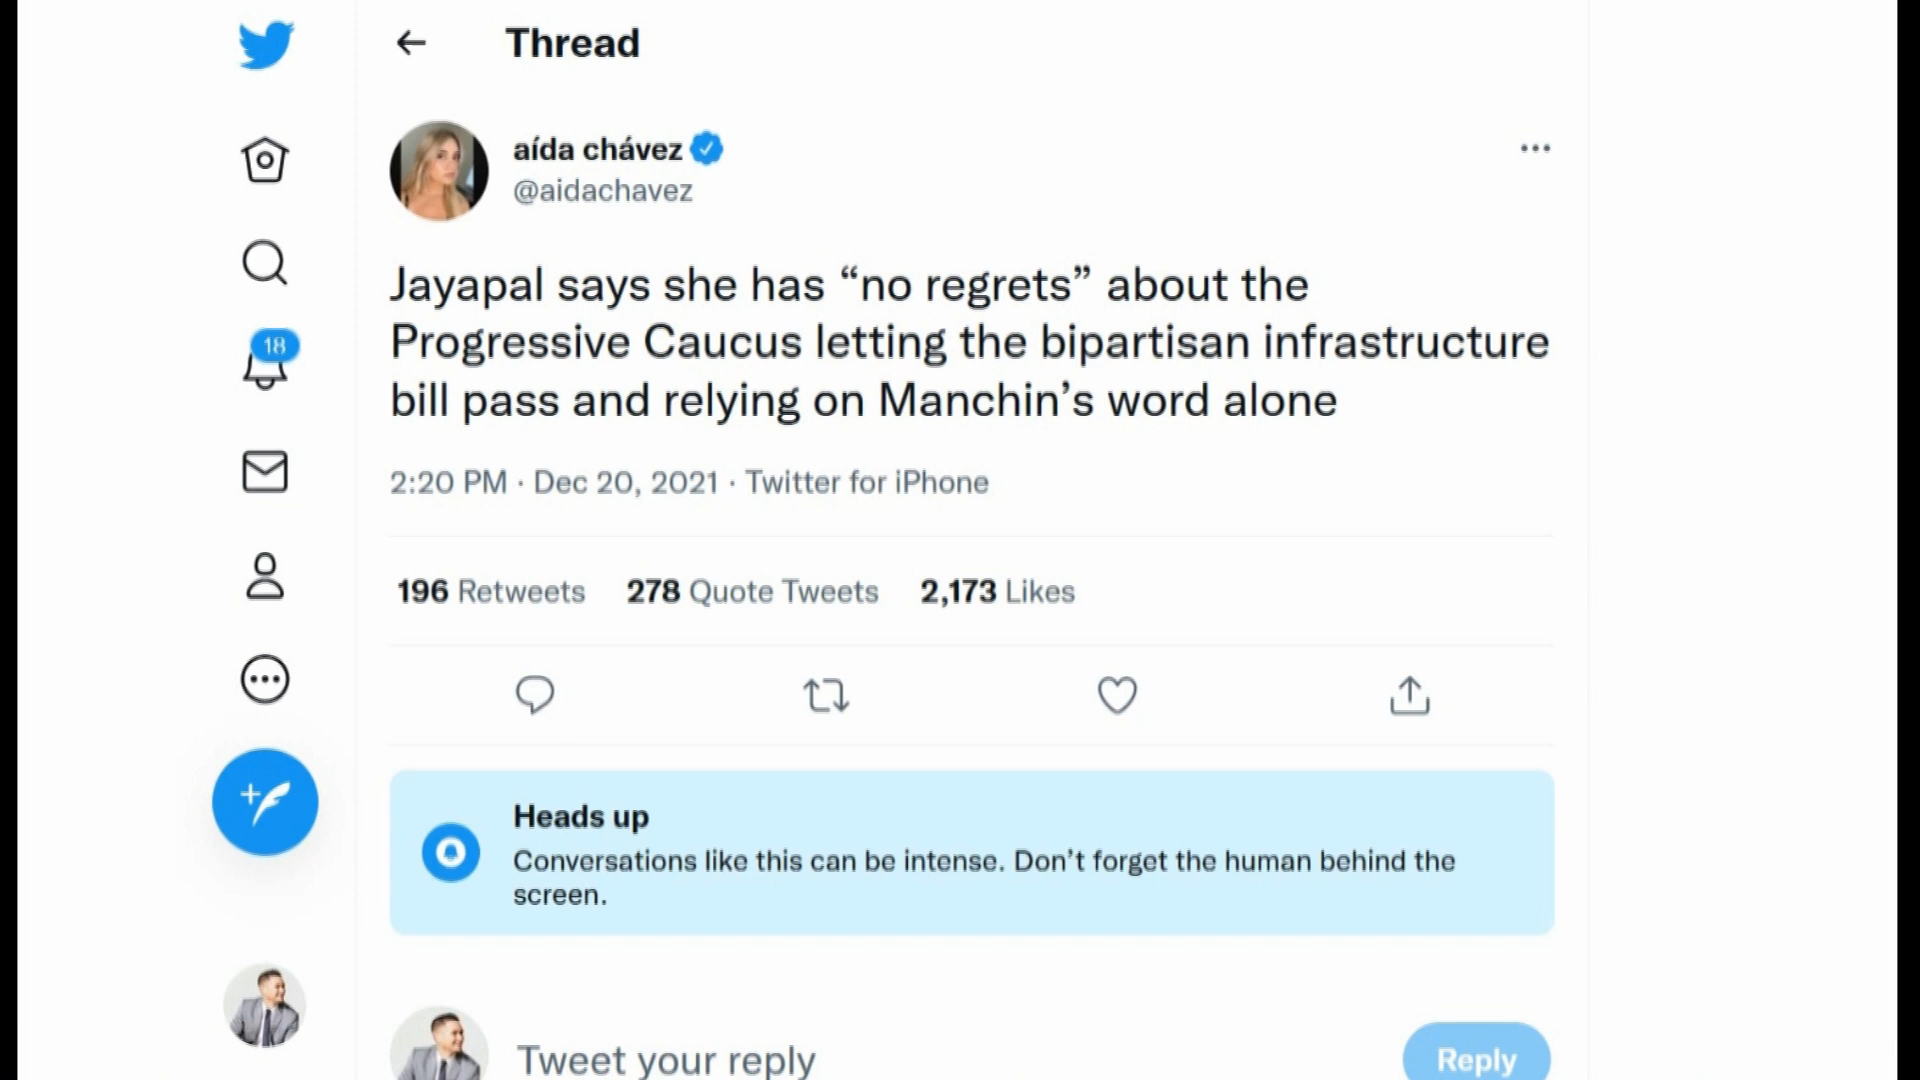 Thread
aída chávez
@aidachavez
Jayapal says she has “no regrets” about the
Progressive Caucus letting the bipartisan infrastructure
bill pass and relying on Manchin’s word alone
2:20 PM · Dec 20, 2021 · Twitter for iPhone
196 Retweets 278 Quote Tweets 2,173 Likes
18
Heads up
Conversations like this can be intense. Don’t forget the human behind the
screen.
Tweet your reply
Reply